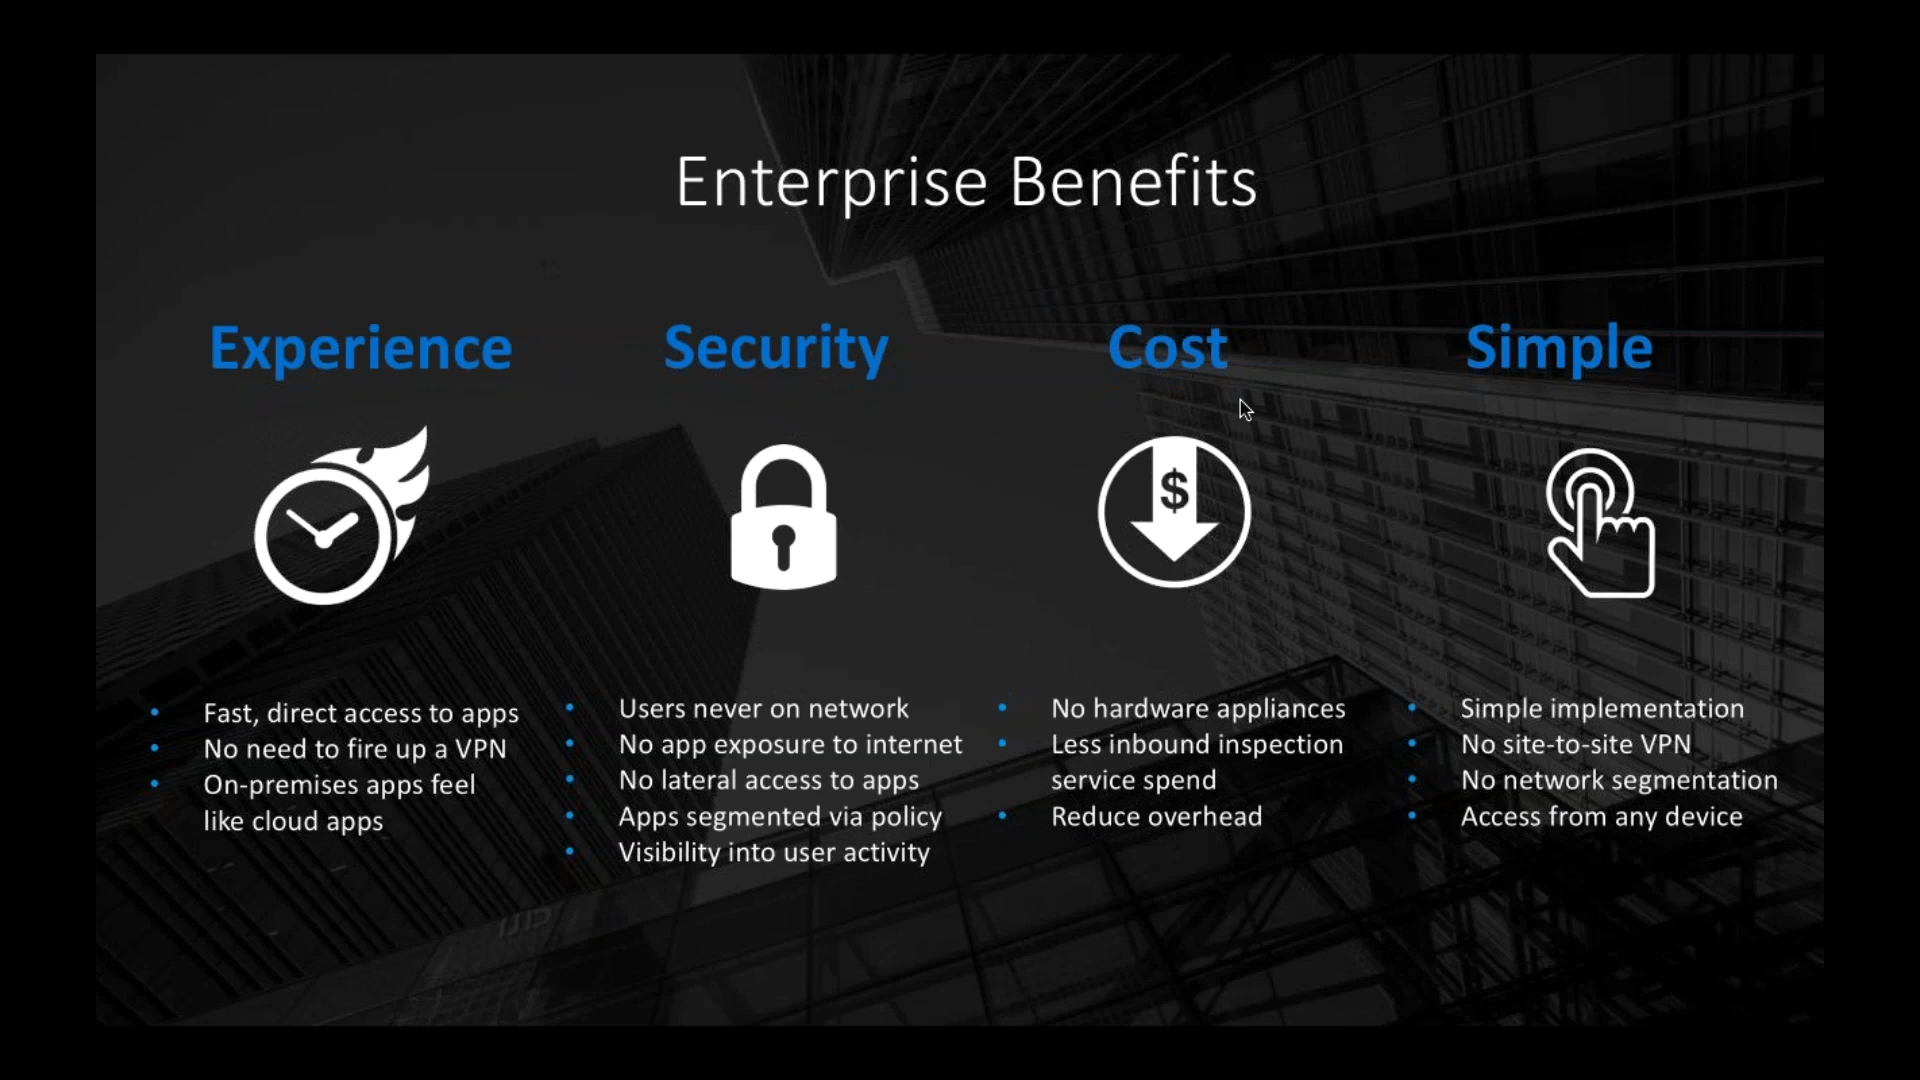 Enterprise Benefits
Experience
Security
Cost
Simple
$
Fast, direct access to apps
No need to fire up a VPN
On-premises apps feel
like cloud apps
Users never on network
No app exposure to internet
No lateral access to apps
Apps segmented via policy
Visibility into user activity
No hardware appliances
Less inbound inspection
service spend
Reduce overhead
Simple implementation
No site-to-site VPN
No network segmentation
Access from any device